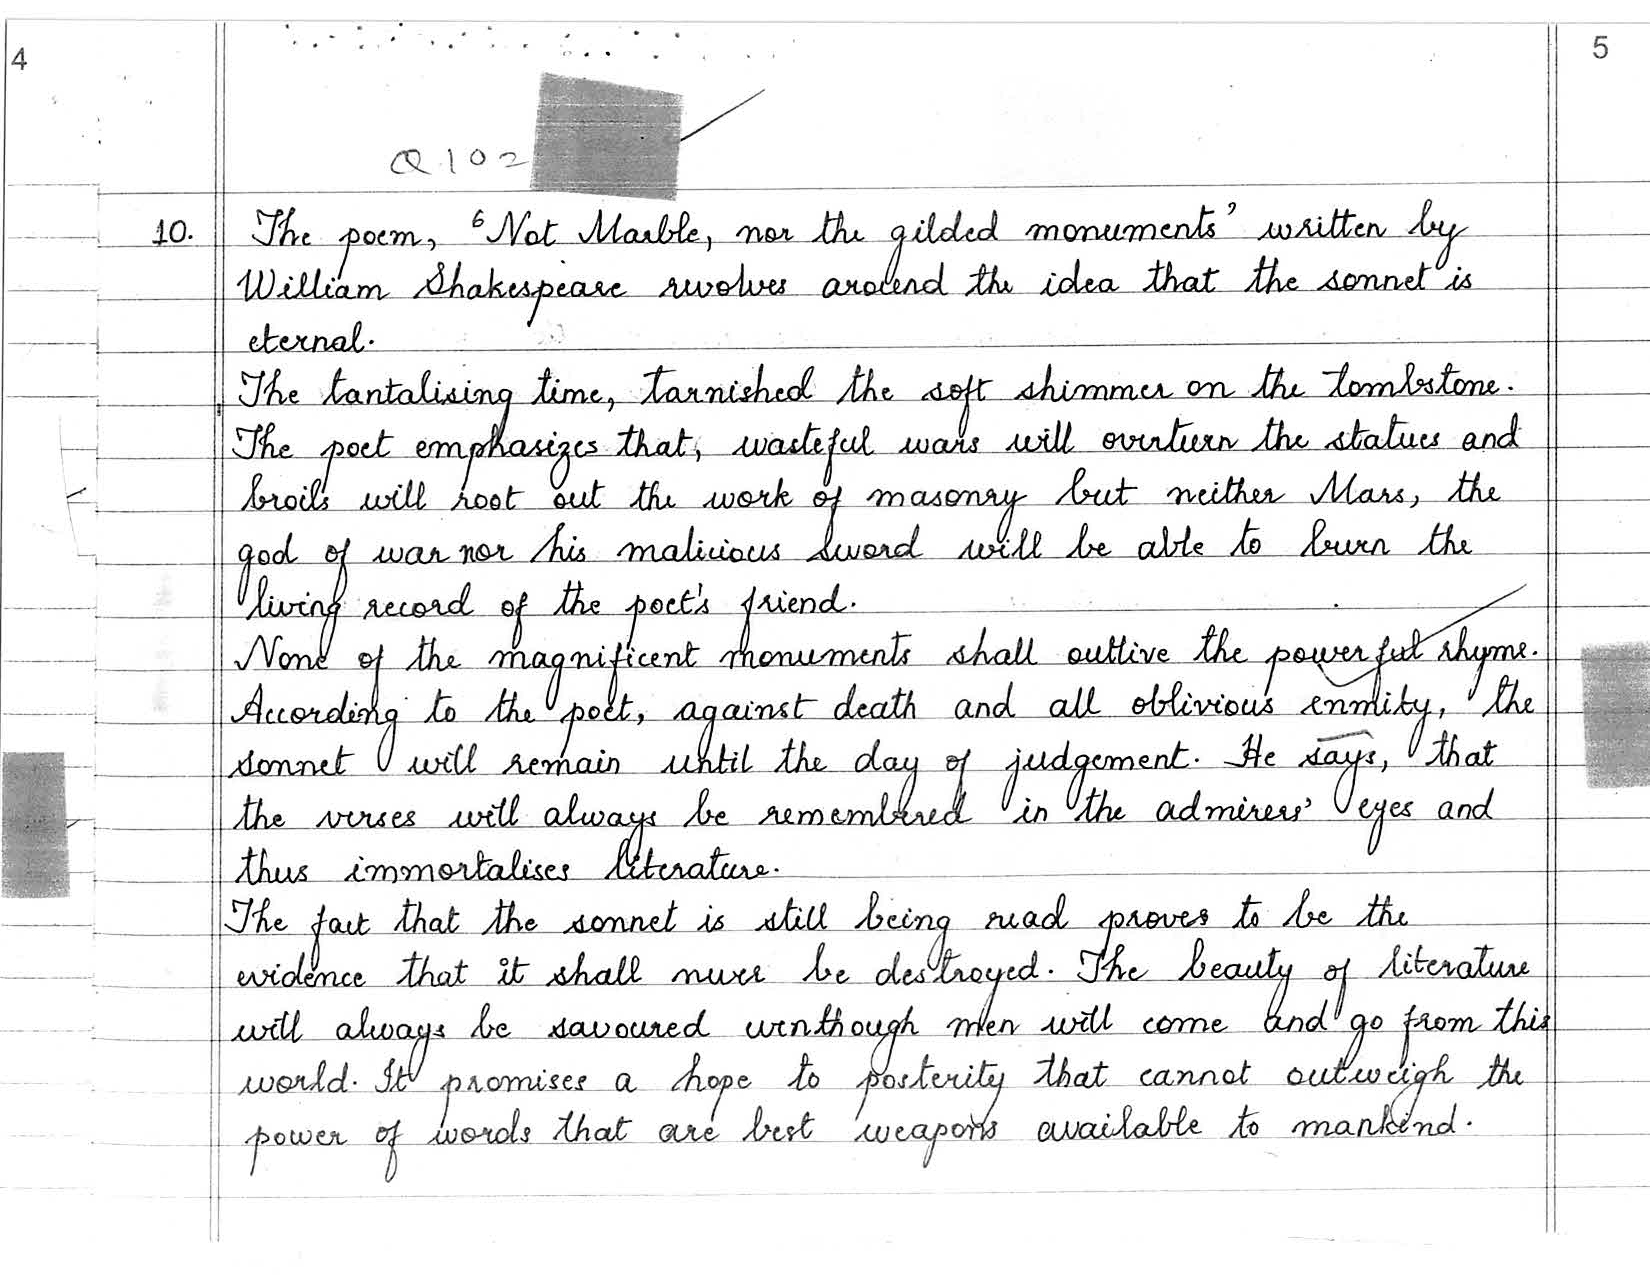 4
5
Q 10 =
10. The poem, ‘Not Marble, nor the gilded monuments’ written by
William Shakespeare revolves around the idea that the sonnet is
eternal.
The tantalising time, tarnished the soft shimmer on the tombstone.
The poet emphasizes that, wasteful wars will overturn the statues and
broils will root out the work of masonry but neither Mars, the
god of war nor his malicious sword will be able to burn the
living record of the poet's friend.
None of the magnificent monuments shall outlive the powerful rhyme.
According to the poet, against death and all oblivious enmity, the
sonnet will remain until the day of judgement. He says, that
the verses will always be remembered in the admirers' eyes and
thus immortalises literature.
The fact that the sonnet is still being read proves to be the
evidence that it shall never be destroyed. The beauty of literature
will always be savoured eventhough men will come and go from this
world. It promises a hope to posterity that cannot outweigh the
power of words that are best weapons available to mankind.